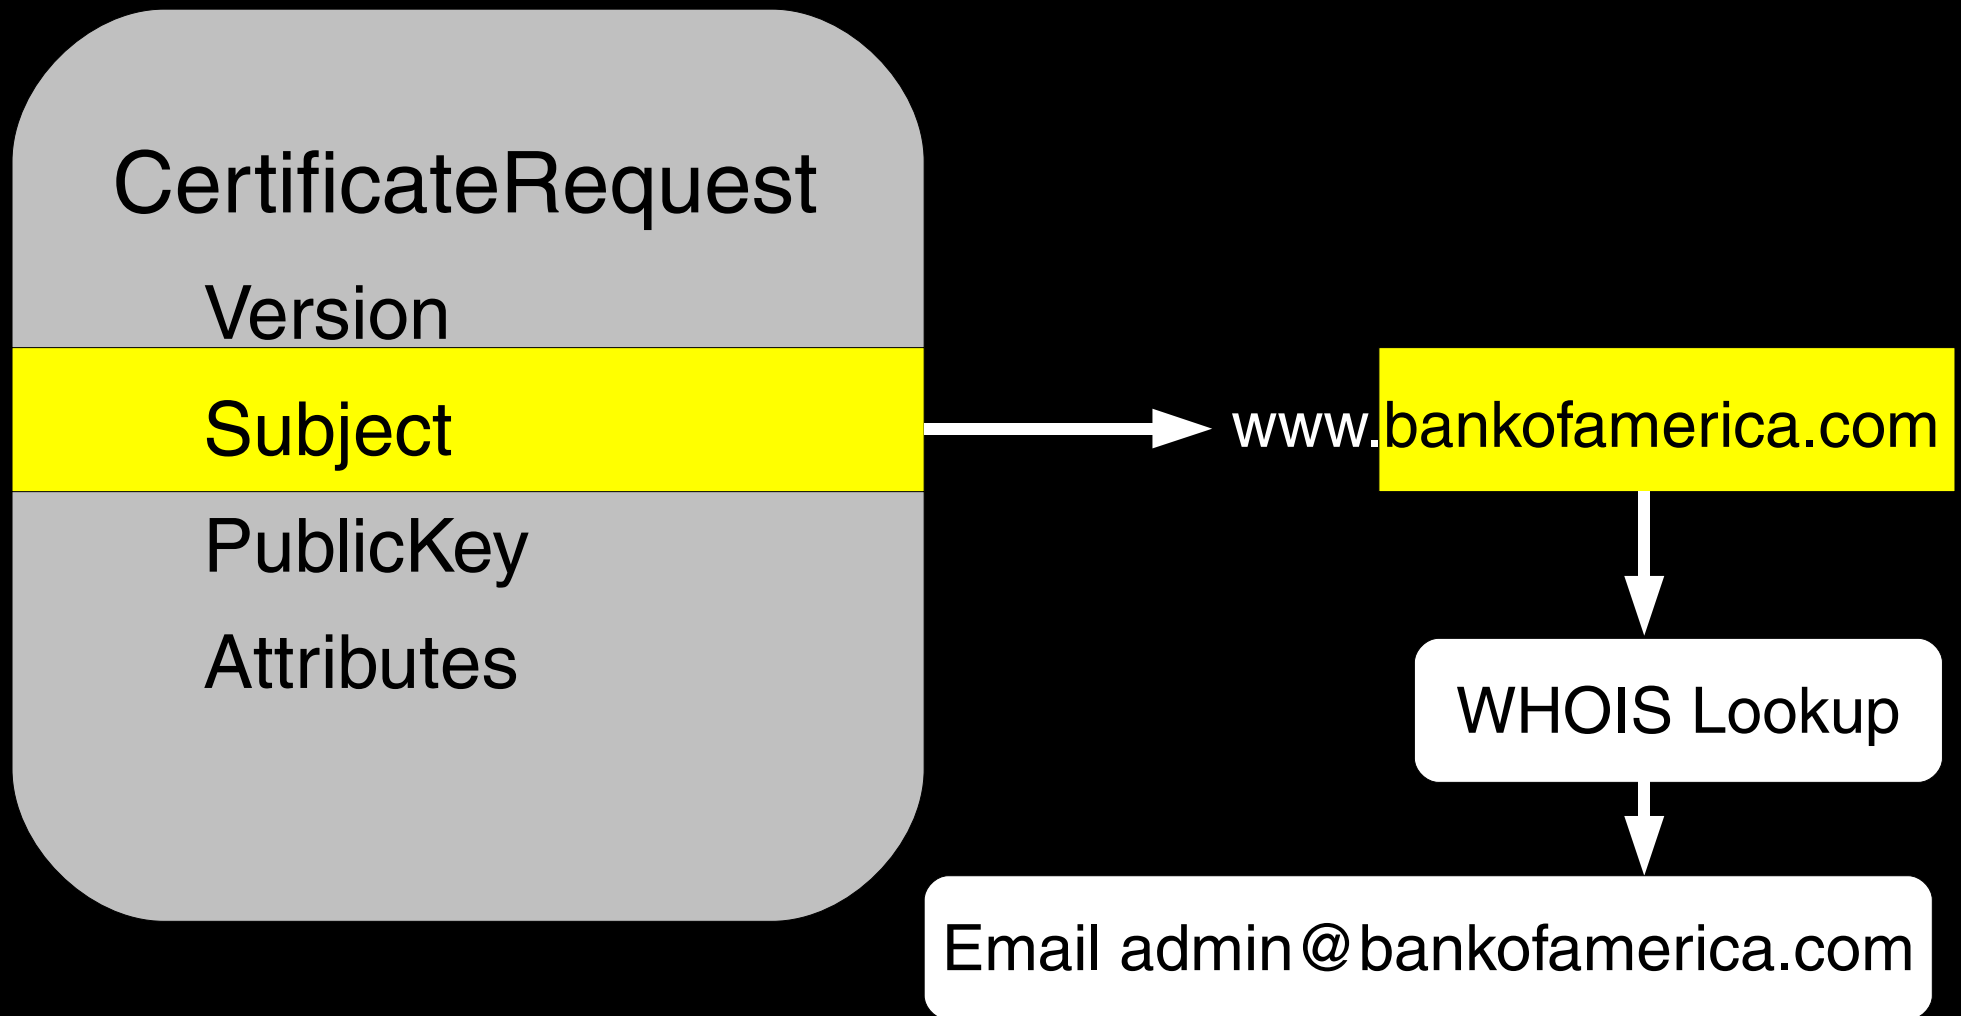 CertificateRequest
Version
Subject
PublicKey
Attributes
www.bankofamerica.com
WHOIS Lookup
Email admin@bankofamerica.com